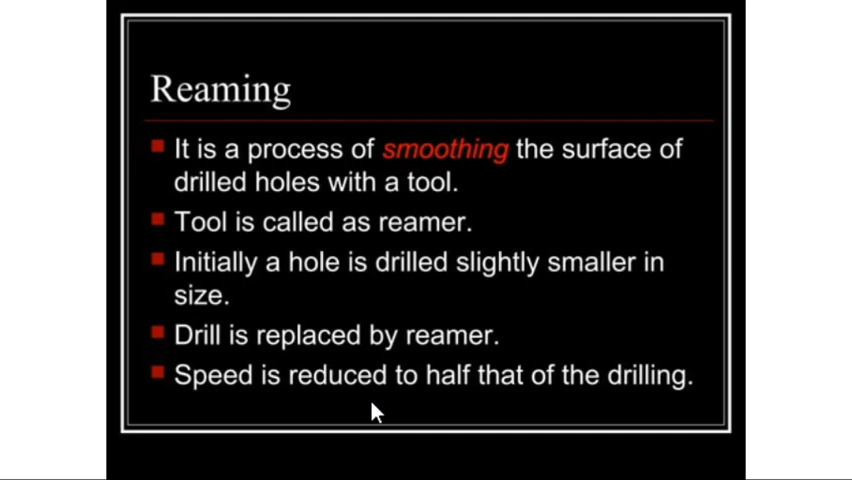 Reaming
It is a process of smoothing the surface of
drilled holes with a tool.
Tool is called as reamer.
Initially a hole is drilled slightly smaller in
size.
Drill is replaced by reamer.
Speed is reduced to half that of the drilling.